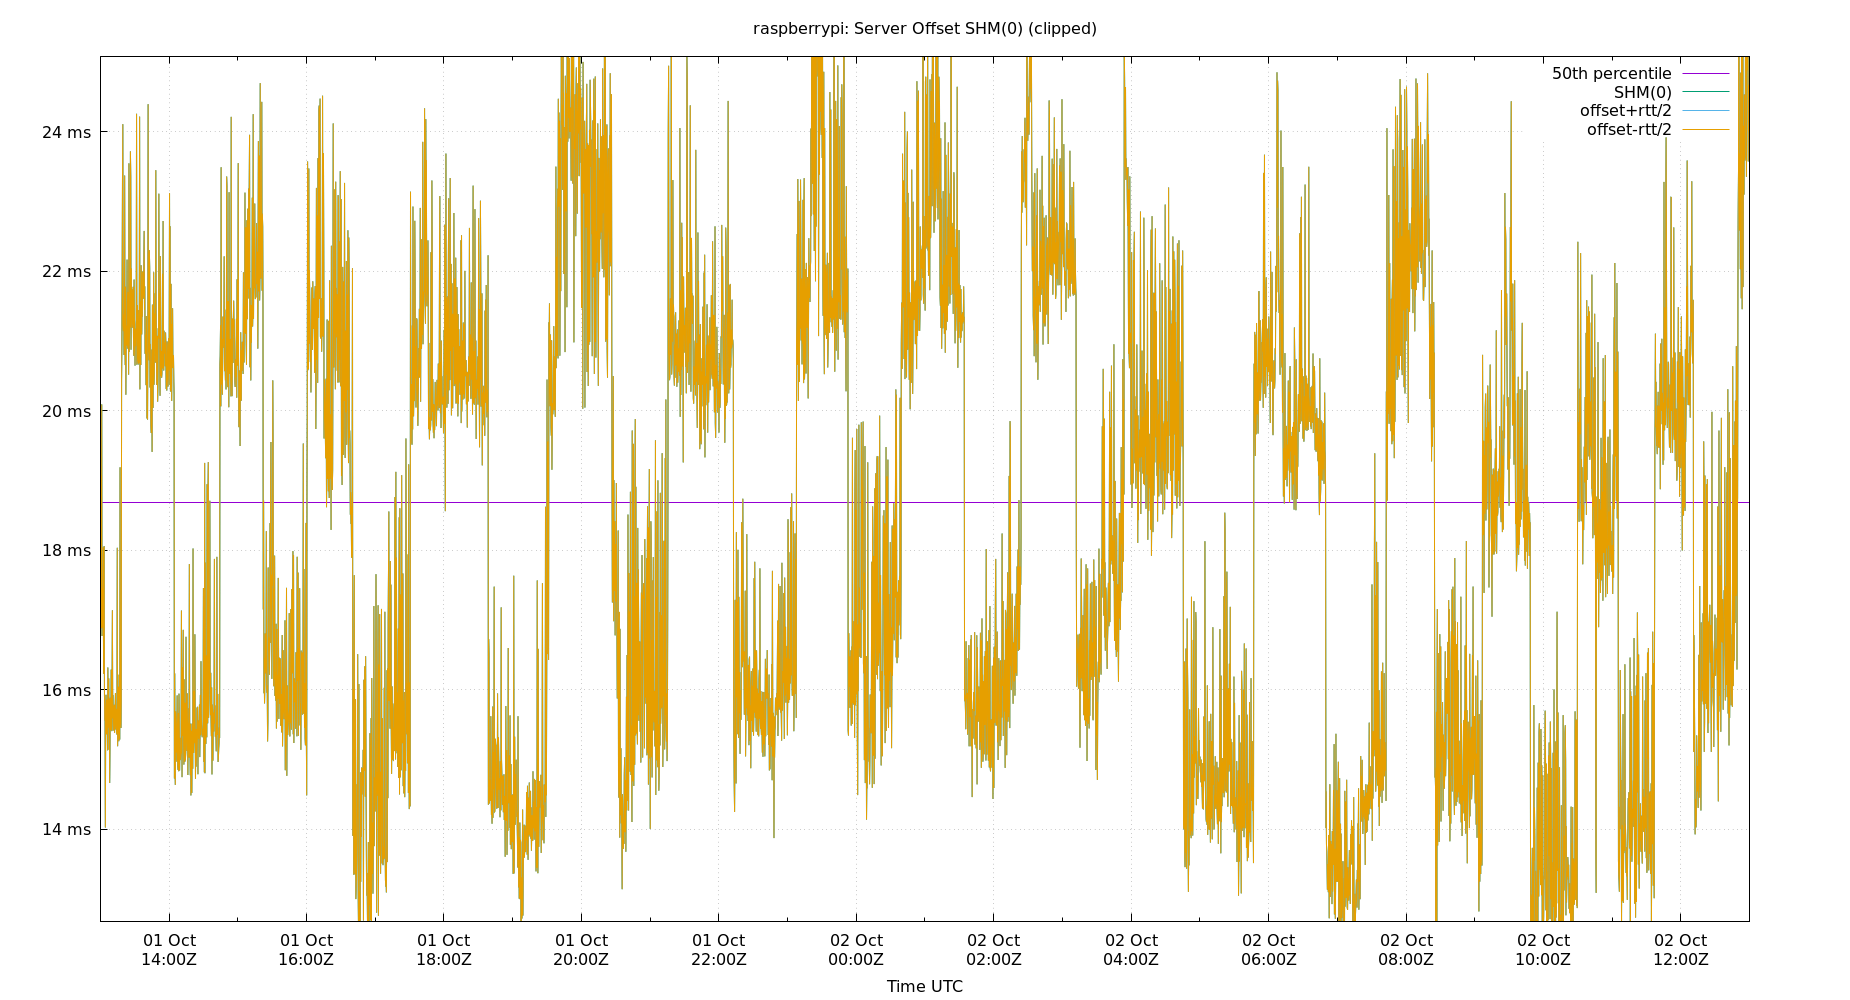 raspberrypi: Server Offset SHM(0) (clipped)
50th percentile
SHM(0)
offset+rtt/2
offset-rtt/2
24 ms
22 ms
20 ms
18 ms
16 ms
14 ms
01 Oct 01 Oct 01 Oct 01 Oct 01 Oct 02 Oct 02 Oct 02 Oct 02 Oct 02 Oct 02 Oct 02 Oct
14:00Z 16:00Z 18:00Z 20:00Z 22:00Z 00:00Z 02:00Z 04:00Z 06:00Z 08:00Z 10:00Z 12:00Z
Time UTC